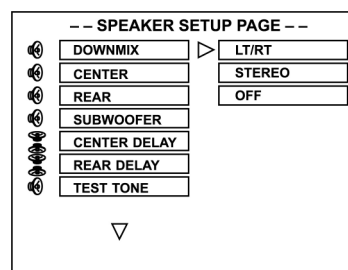 -- SPEAKER SETUP PAGE --
DOWNMIX
LT/RT
CENTER
STEREO
REAR
OFF
SUBWOOFER
CENTER DELAY
REAR DELAY
TEST TONE